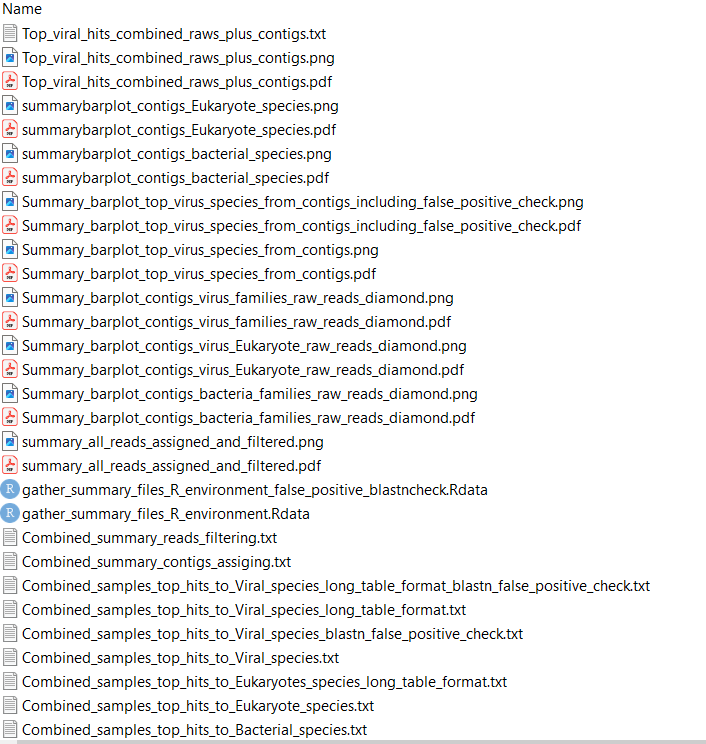 Name
Top_viral_hits_combined_raws_plus_contigs.txt
Top_viral_hits_combined_raws_plus_contigs.png
Top_viral_hits_combined_raws_plus_contigs.pdf
summarybarplot_contigs_Eukaryote_species.png
summarybarplot_contigs_Eukaryote_species.pdf
summarybarplot_contigs_bacterial_species.png
summarybarplot_contigs_bacterial_species.pdf
Summary_barplot_top_virus_species_from_contigs_including_false_positive_check.png
Summary_barplot_top_virus_species_from_contigs_including_false_positive_check.pdf
Summary_barplot_top_virus_species_from_contigs.png
Summary_barplot_top_virus_species_from_contigs.pdf
Summary_barplot_contigs_virus_families_raw_reads_diamond.png
Summary_barplot_contigs_virus_families_raw_reads_diamond.pdf
Summary_barplot_contigs_virus_Eukaryote_raw_reads_diamond.png
Summary_barplot_contigs_virus_Eukaryote_raw_reads_diamond.pdf
Summary_barplot_contigs_bacteria_families_raw_reads_diamond.png
Summary_barplot_contigs_bacteria_families_raw_reads_diamond.pdf
summary_all_reads_assigned_and_filtered.png
summary_all_reads_assigned_and_filtered.pdf
R gather_summary_files_R_environment_false_positive_blastncheck.Rdata
R gather_summary_files_R_environment.Rdata
Combined_summary_reads_filtering.txt
Combined_summary_contigs_assiging.txt
Combined_samples_top_hits_to_Viral_species_long_table_format_blastn_false_positive_check.txt
Combined_samples_top_hits_to_Viral_species_long_table_format.txt
Combined_samples_top_hits_to_Viral_species_blastn_false_positive_check.txt
Combined_samples_top_hits_to_Viral_species.txt
Combined_samples_top_hits_to_Eukaryotes_species_long_table_format.txt
Combined_samples_top_hits_to_Eukaryote_species.txt
Combined_samples_top_hits_to_Bacterial_species.txt